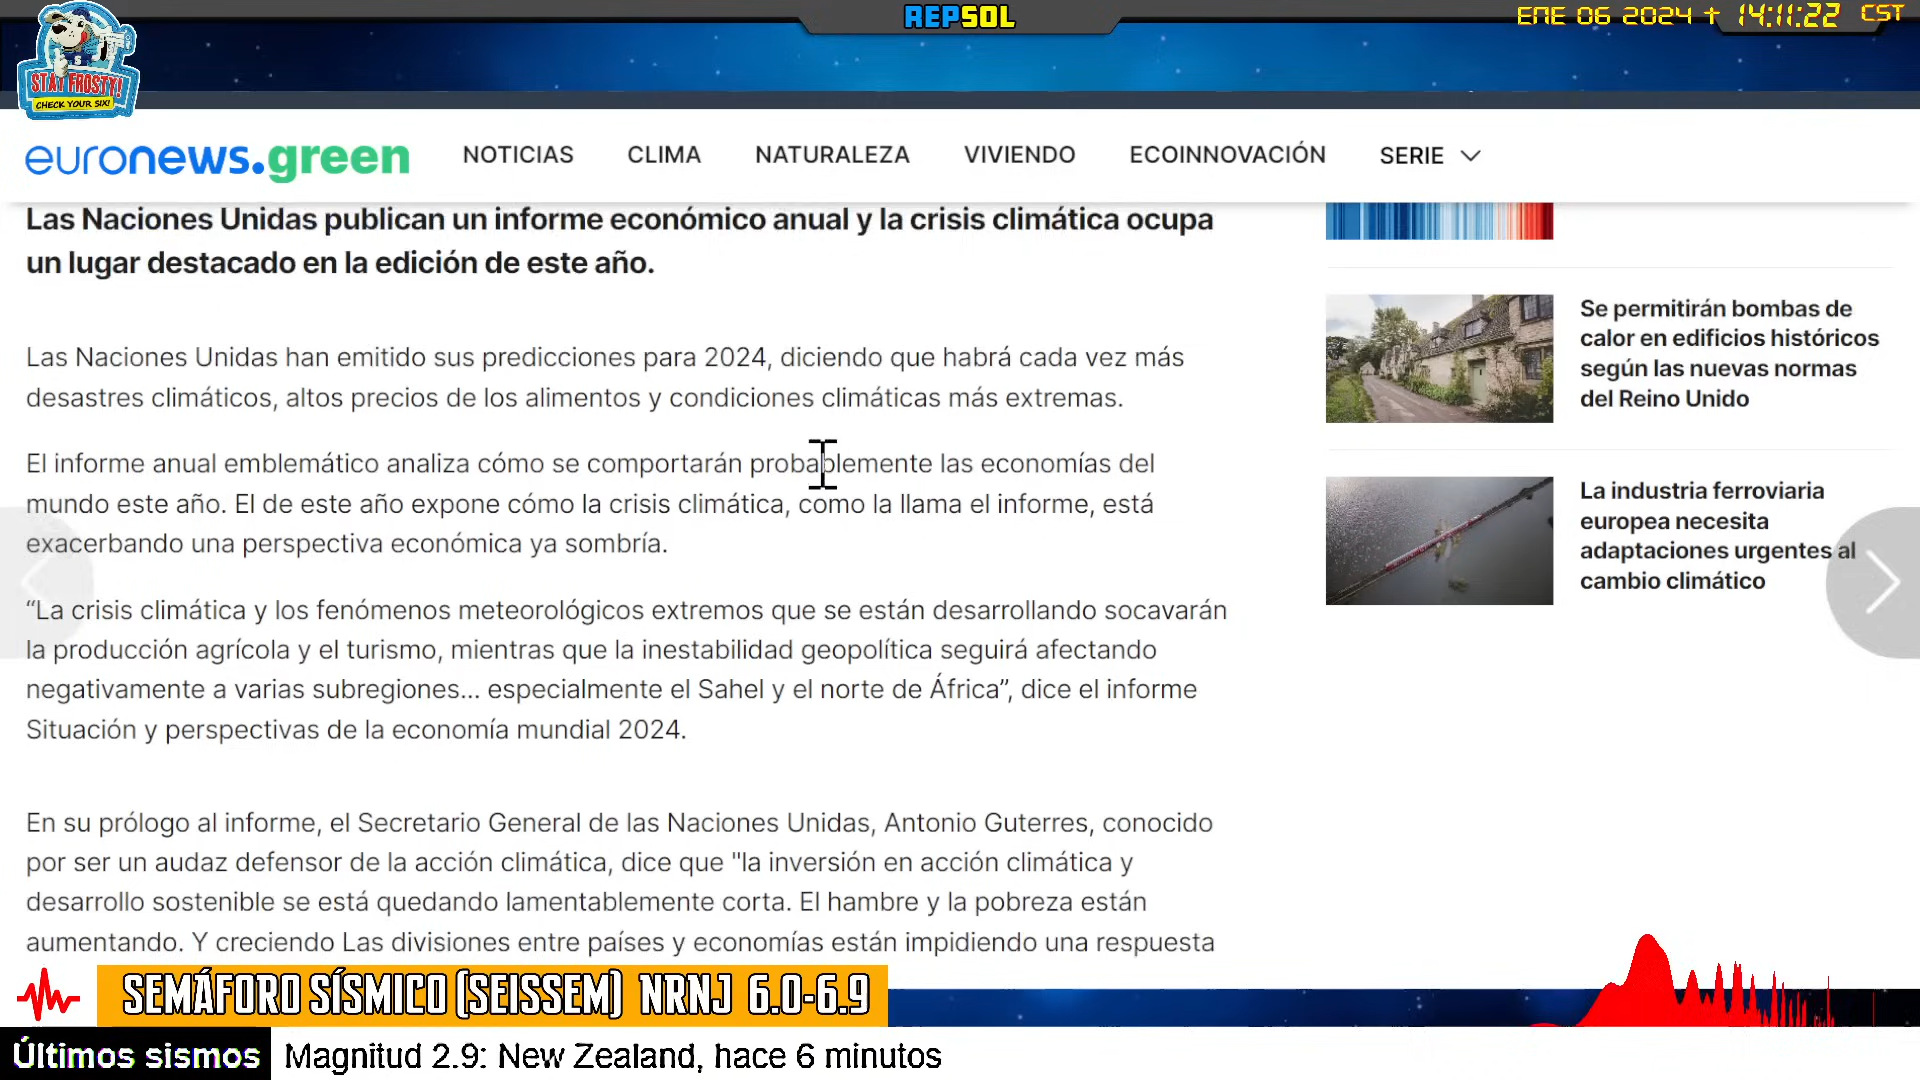 REPSOL
ENE 06 2024 † 14:11:22 CST
STAY FROSTY!
CHECK YOUR SIX!
euronews.green
NOTICIAS CLIMA NATURALEZA VIVIENDO ECOINNOVACIÓN SERIE
Las Naciones Unidas publican un informe económico anual y la crisis climática ocupa
un lugar destacado en la edición de este año.
Las Naciones Unidas han emitido sus predicciones para 2024, diciendo que habrá cada vez más
desastres climáticos, altos precios de los alimentos y condiciones climáticas más extremas.
El informe anual emblemático analiza cómo se comportarán probablemente las economías del
mundo este año. El de este año expone cómo la crisis climática, como la llama el informe, está
exacerbando una perspectiva económica ya sombría.
“La crisis climática y los fenómenos meteorológicos extremos que se están desarrollando socavarán
la producción agrícola y el turismo, mientras que la inestabilidad geopolítica seguirá afectando
negativamente a varias subregiones... especialmente el Sahel y el norte de África”, dice el informe
Situación y perspectivas de la economía mundial 2024.
En su prólogo al informe, el Secretario General de las Naciones Unidas, Antonio Guterres, conocido
por ser un audaz defensor de la acción climática, dice que "la inversión en acción climática y
desarrollo sostenible se está quedando lamentablemente corta. El hambre y la pobreza están
aumentando. Y creciendo Las divisiones entre países y economías están impidiendo una respuesta
Se permitirán bombas de
calor en edificios históricos
según las nuevas normas
del Reino Unido
La industria ferroviaria
europea necesita
adaptaciones urgentes al
cambio climático
SEMÁFORO SÍSMICO (SEISSEM) NRNJ 6.0-6.9
Últimos sismos Magnitud 2.9: New Zealand, hace 6 minutos